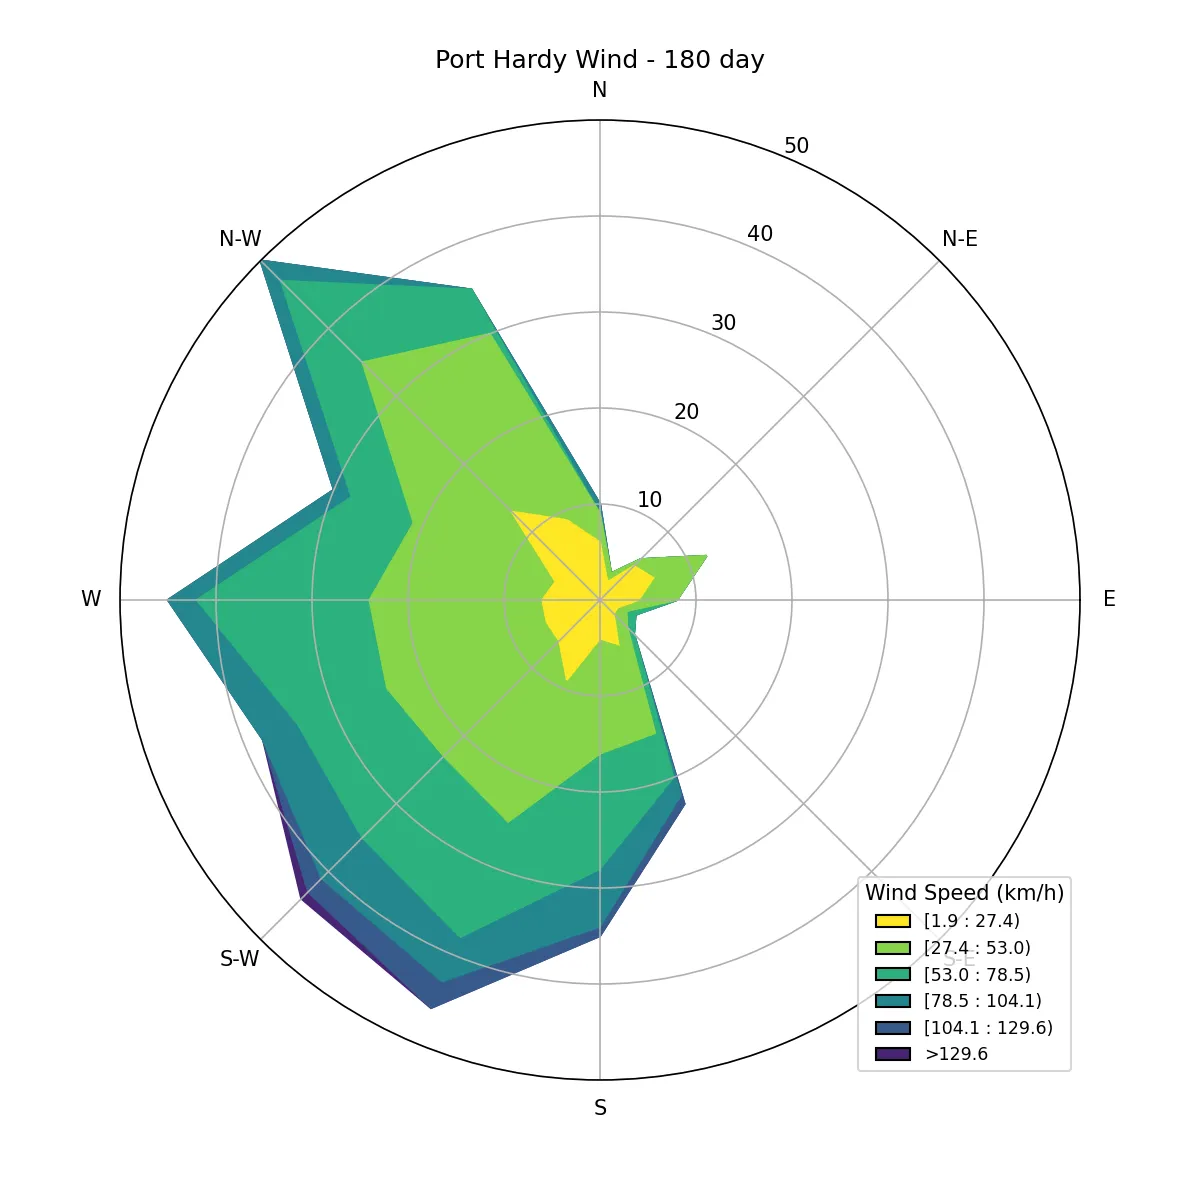 Port Hardy Wind - 180 day
N
50
N-W
40
N-E
30
20
10
W
E
Wind Speed (km/h)
[1.9 : 27.4)
[27.4 : 53.0)
S-W
S-E
[53.0 : 78.5)
[78.5 : 104.1)
[104.1 : 129.6)
>129.6
S